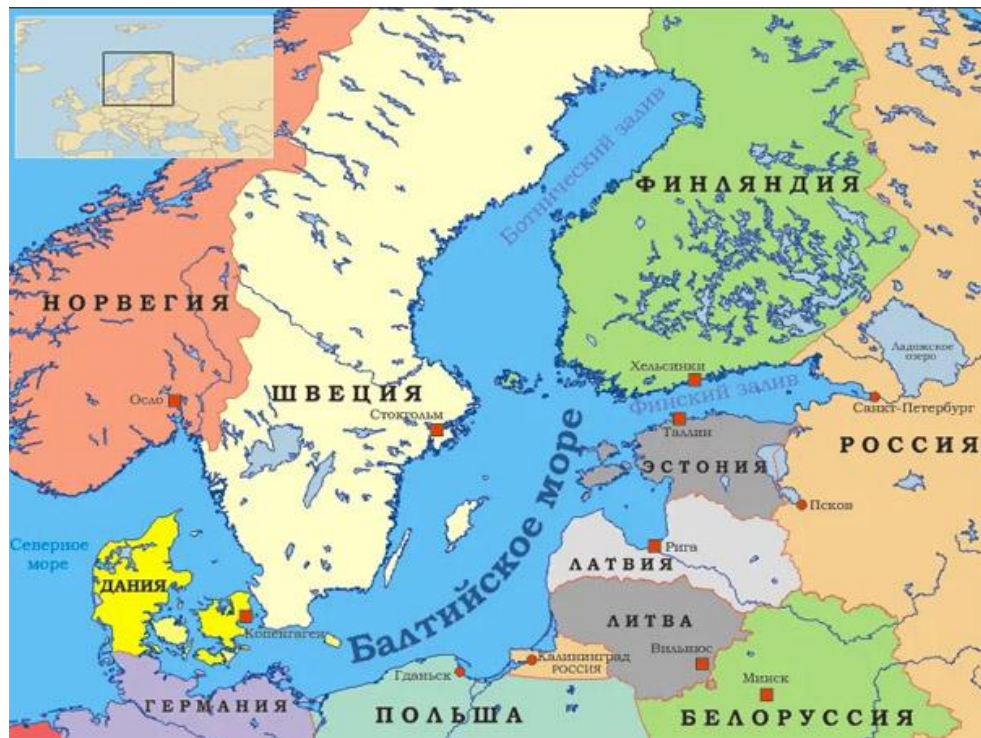 Ботнический залив
ФИНЛЯНДИЯ
НОРВЕГИЯ
Ладожское
озеро
Хельсинки
ШВЕЦИЯ
Финский залив
Осло
Стокгольм
Санкт-Петербург
Таллин
РОССИЯ
ЭСТОНИЯ
Псков
Балтийское море
Северное
море
Рига
ЛАТВИЯ
ДАНИЯ
ЛИТВА
Копенгаген
Вильнюс
Калининград
РОССИЯ
Гданьск
Минск
ГЕРМАНИЯ
ПОЛЬША
БЕЛОРУССИЯ